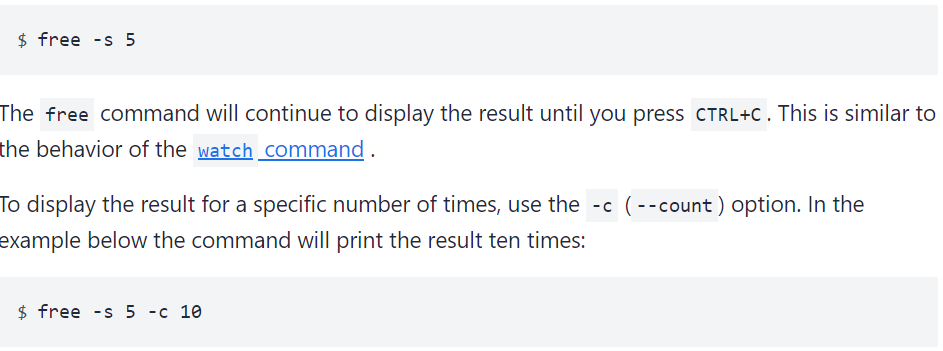 $ free -s 5
The free command will continue to display the result until you press CTRL+C. This is similar to
the behavior of the watch command .
To display the result for a specific number of times, use the -c (--count) option. In the
example below the command will print the result ten times:
$ free -s 5 -c 10